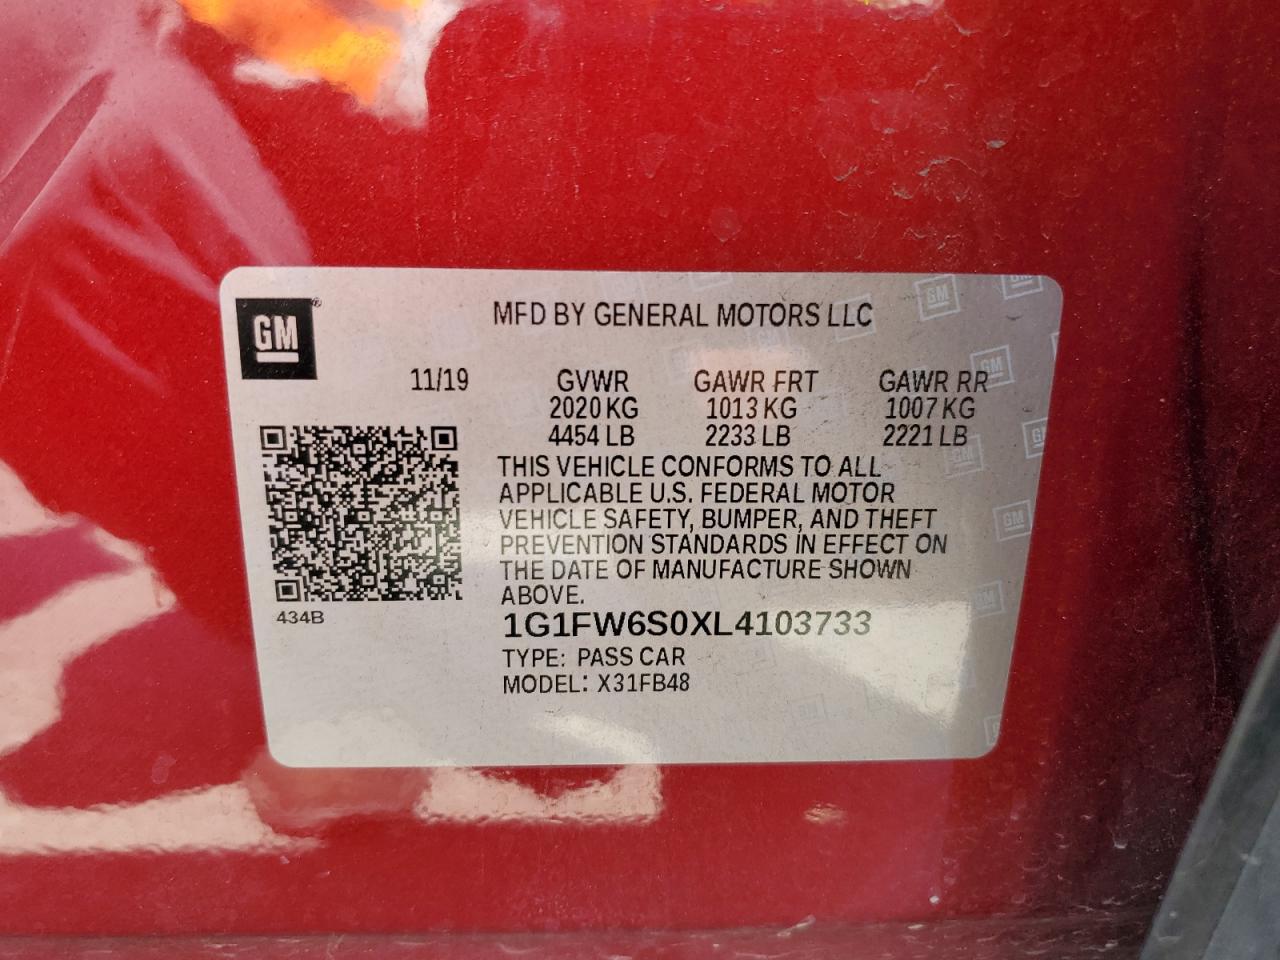 GM
MFD BY GENERAL MOTORS LLC
11/19 GVWR GAWR FRT GAWR RR
2020 KG 1013 KG 1007 KG
4454 LB 2233 LB 2221 LB
THIS VEHICLE CONFORMS TO ALL
APPLICABLE U.S. FEDERAL MOTOR
VEHICLE SAFETY, BUMPER, AND THEFT
PREVENTION STANDARDS IN EFFECT ON
THE DATE OF MANUFACTURE SHOWN
ABOVE.
434B
1G1FW6S0XL4103733
TYPE: PASS CAR
MODEL: X31FB48